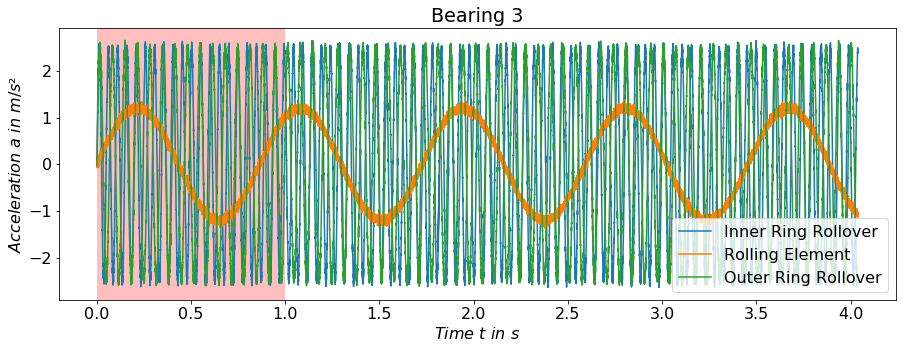 Bearing 3
Acceleration a in m/s²
2
1
0
−1
−2
Inner Ring Rollover
Rolling Element
Outer Ring Rollover
0.0 0.5 1.0 1.5 2.0 2.5 3.0 3.5 4.0
Time t in s